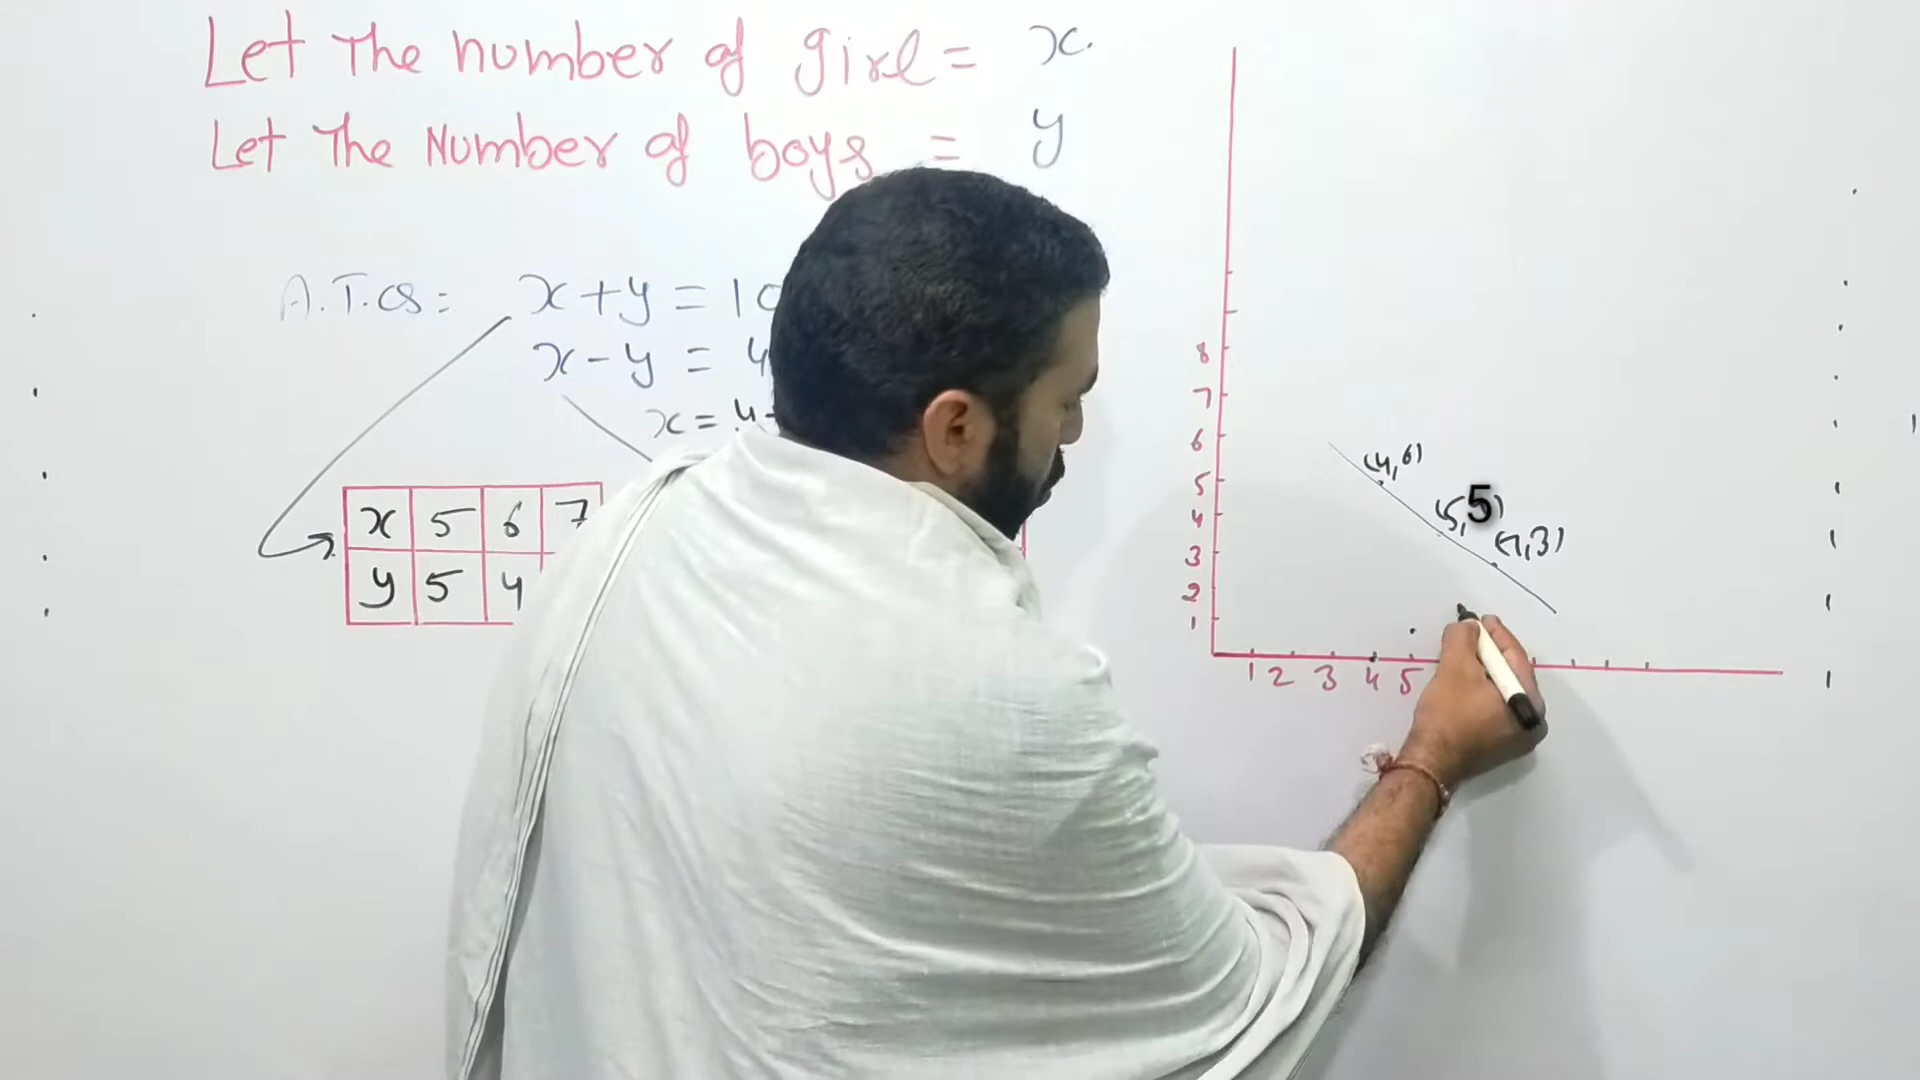 Let The number of girl = x.
Let The Number of boys = y
A.T.Q: x+y = 10
x-y = 4
x = 4-
x 5 6 7
y 5 4
8
7
6
5
4
3
2
1
(4,6)
(5,5)
(7,3)
1 2 3 4 5